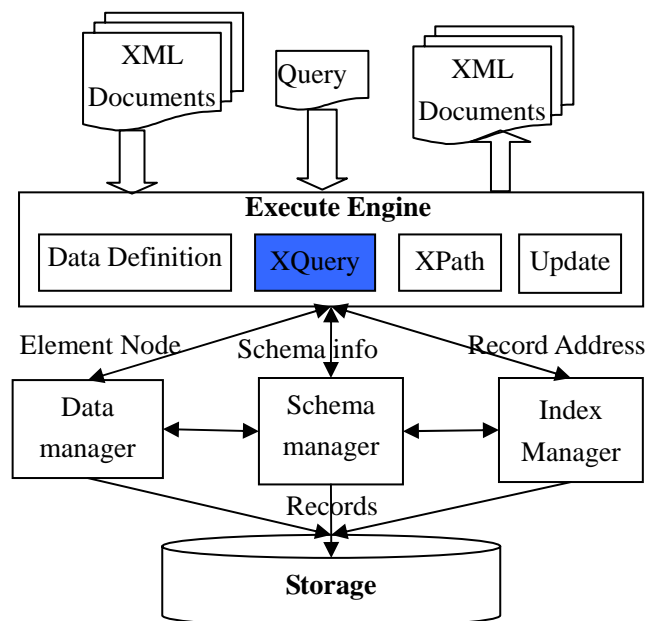 XML
Documents
Query
XML
Documents
Execute Engine
Data Definition
XQuery
XPath
Update
Element Node
Schema info
Record Address
Data
manager
Schema
manager
Index
Manager
Records
Storage